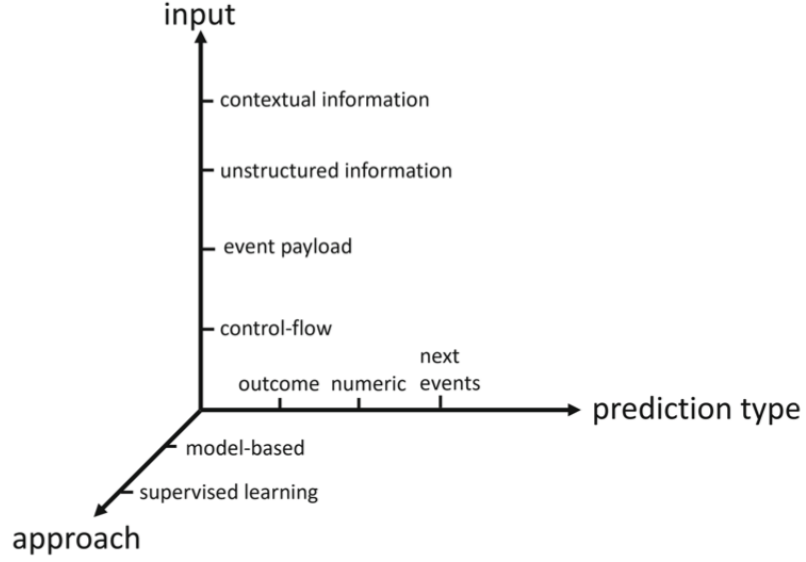 input
contextual information
unstructured information
event payload
control-flow
next
outcome numeric events
prediction type
model-based
supervised learning
approach